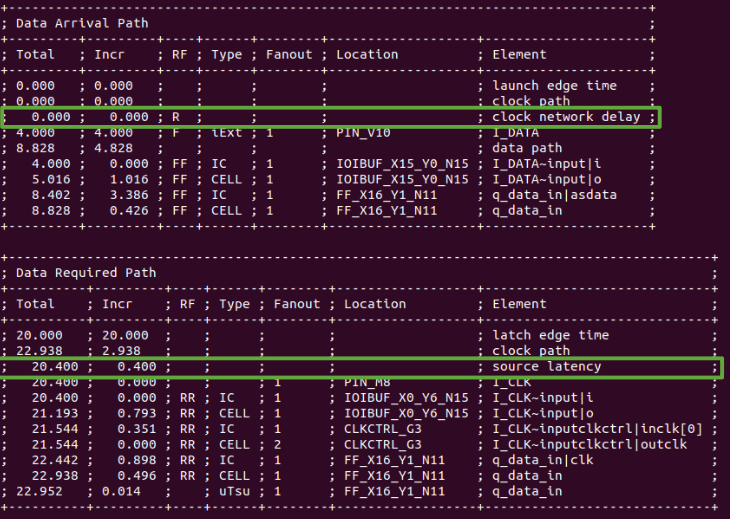 +----------------------------------------------------------------------------------+
; Data Arrival Path ;
+---------+---------+----+------+--------+--------------------+---------------------+
; Total ; Incr ; RF ; Type ; Fanout ; Location ; Element ;
+---------+---------+----+------+--------+--------------------+---------------------+
; 0.000 ; 0.000 ; ; ; ; ; launch edge time ;
; 0.000 ; 0.000 ; ; ; ; ; clock path ;
; 0.000 ; 0.000 ; R ; ; ; ; clock network delay ;
; 4.000 ; 4.000 ; F ; iExt ; 1 ; PIN_V10 ; I_DATA ;
; 8.828 ; 4.828 ; ; ; ; ; data path ;
; 4.000 ; 0.000 ; FF ; IC ; 1 ; IOIBUF_X15_Y0_N15 ; I_DATA~input|i ;
; 5.016 ; 1.016 ; FF ; CELL ; 1 ; IOIBUF_X15_Y0_N15 ; I_DATA~input|o ;
; 8.402 ; 3.386 ; FF ; IC ; 1 ; FF_X16_Y1_N11 ; q_data_in|asdata ;
; 8.828 ; 0.426 ; FF ; CELL ; 1 ; FF_X16_Y1_N11 ; q_data_in ;
+---------+---------+----+------+--------+--------------------+---------------------+
+------------------------------------------------------------------------------------------+
; Data Required Path ;
+----------+---------+----+------+--------+------------------+------------------------------+
; Total ; Incr ; RF ; Type ; Fanout ; Location ; Element ;
+----------+---------+----+------+--------+------------------+------------------------------+
; 20.000 ; 20.000 ; ; ; ; ; latch edge time ;
; 22.938 ; 2.938 ; ; ; ; ; clock path ;
; 20.400 ; 0.400 ; ; ; ; ; source latency ;
; 20.400 ; 0.000 ; ; ; 1 ; PIN_M8 ; I_CLK ;
; 20.400 ; 0.000 ; RR ; IC ; 1 ; IOIBUF_X0_Y6_N15 ; I_CLK~input|i ;
; 21.193 ; 0.793 ; RR ; CELL ; 1 ; IOIBUF_X0_Y6_N15 ; I_CLK~input|o ;
; 21.544 ; 0.351 ; RR ; IC ; 1 ; CLKCTRL_G3 ; I_CLK~inputclkctrl|inclk[0] ;
; 21.544 ; 0.000 ; RR ; CELL ; 2 ; CLKCTRL_G3 ; I_CLK~inputclkctrl|outclk ;
; 22.442 ; 0.898 ; RR ; IC ; 1 ; FF_X16_Y1_N11 ; q_data_in|clk ;
; 22.938 ; 0.496 ; RR ; CELL ; 1 ; FF_X16_Y1_N11 ; q_data_in ;
; 22.952 ; 0.014 ; ; uTsu ; 1 ; FF_X16_Y1_N11 ; q_data_in ;
+----------+---------+----+------+--------+------------------+------------------------------+